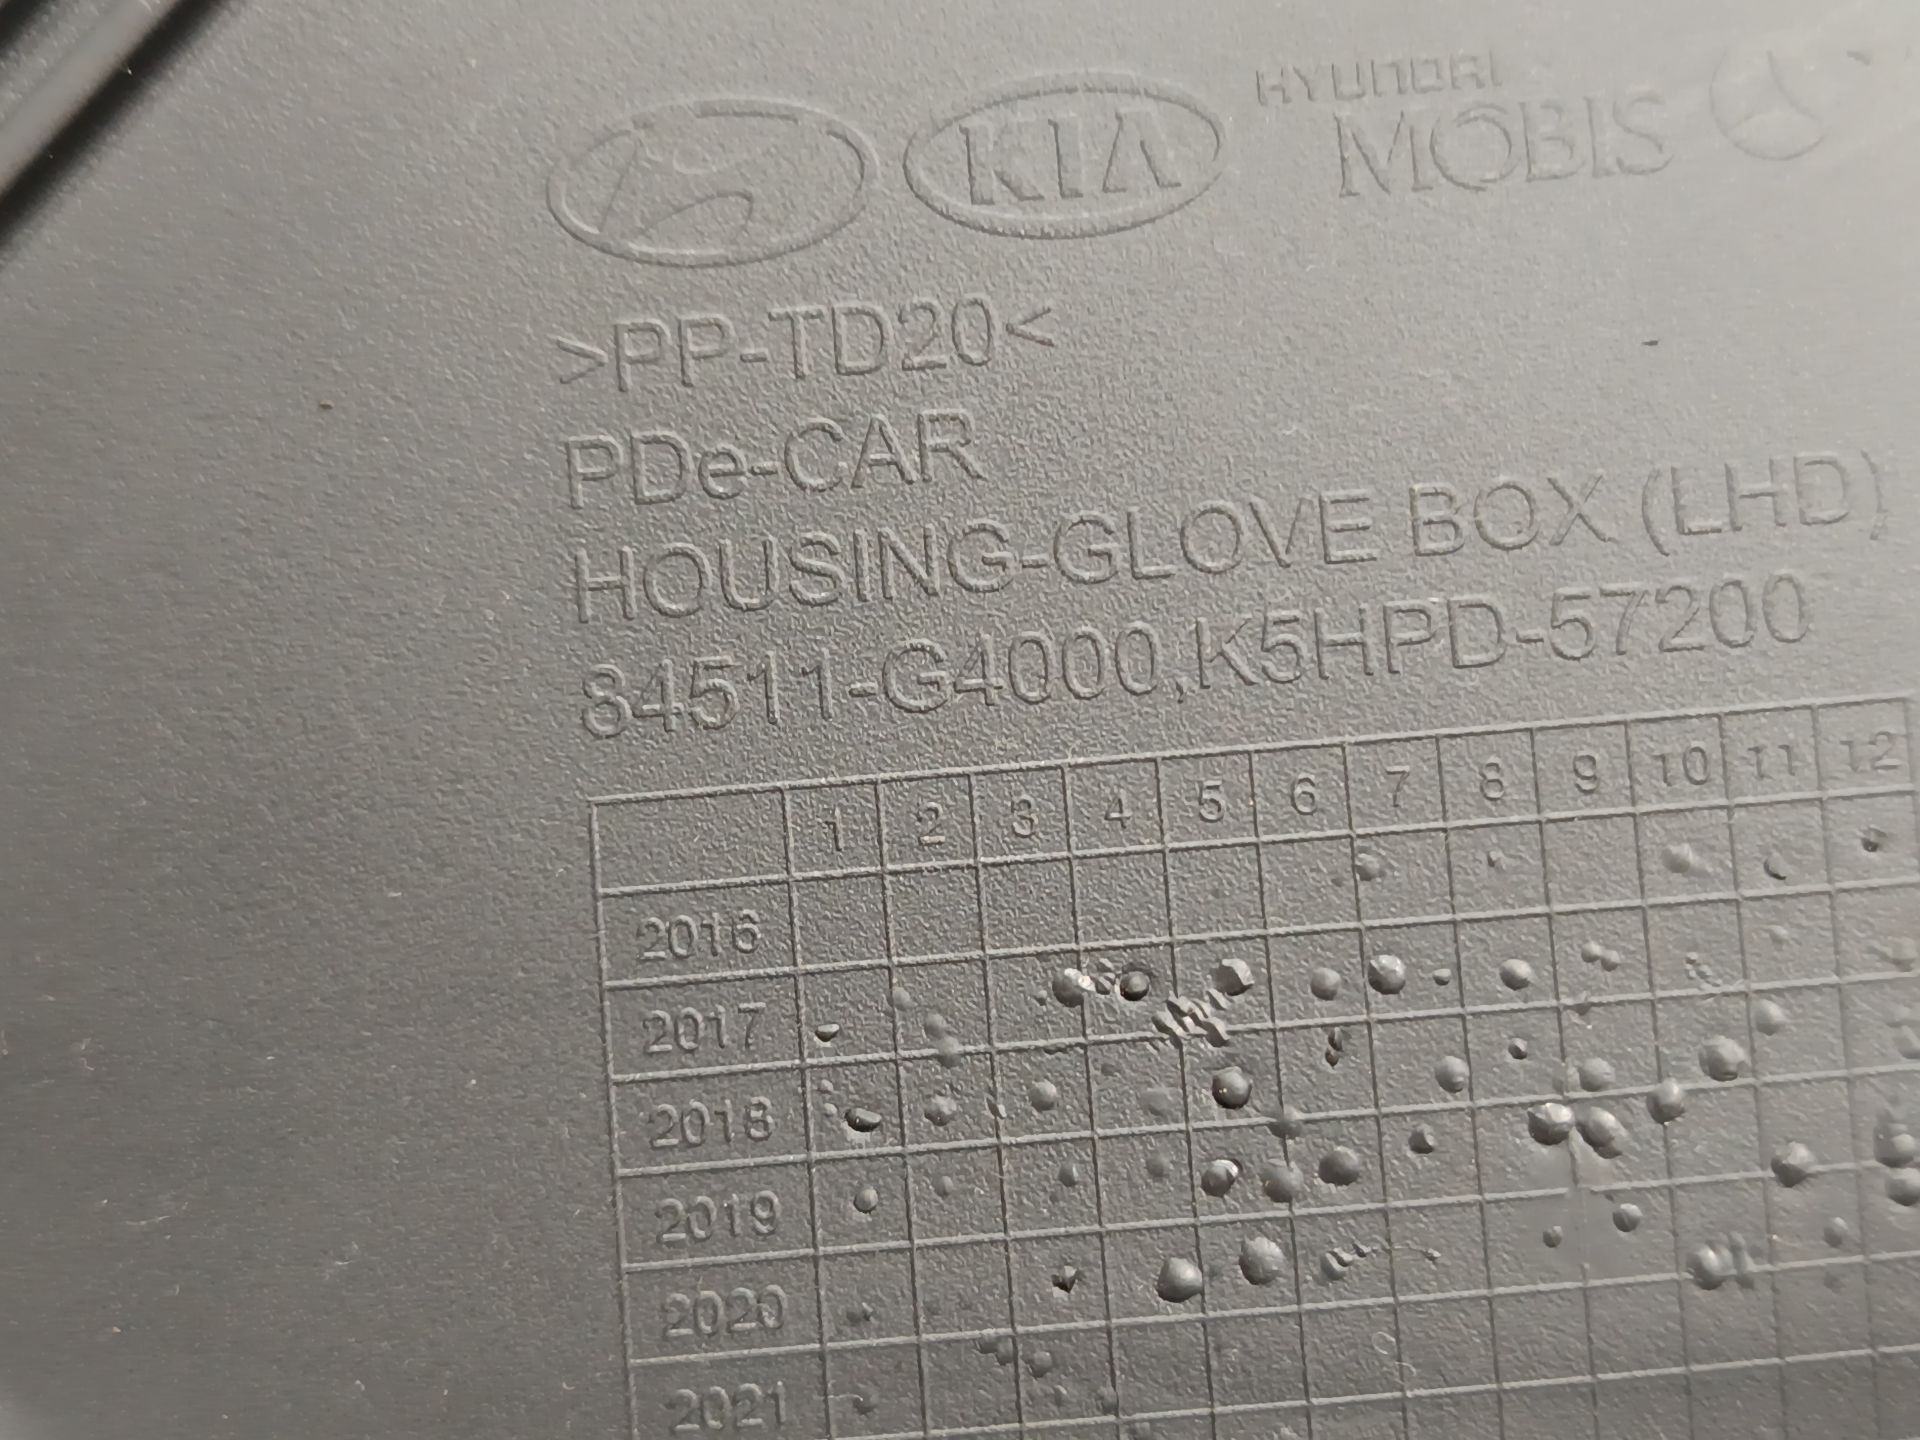 KIA
HYUNDAI
MOBIS
>PP-TD20<
PDe-CAR
HOUSING-GLOVE BOX (LHD)
84511-G4000,K5HPD-57200
1 2 3 4 5 6 7 8 9 10 11 12
2016
2017
2018
2019
2020
2021